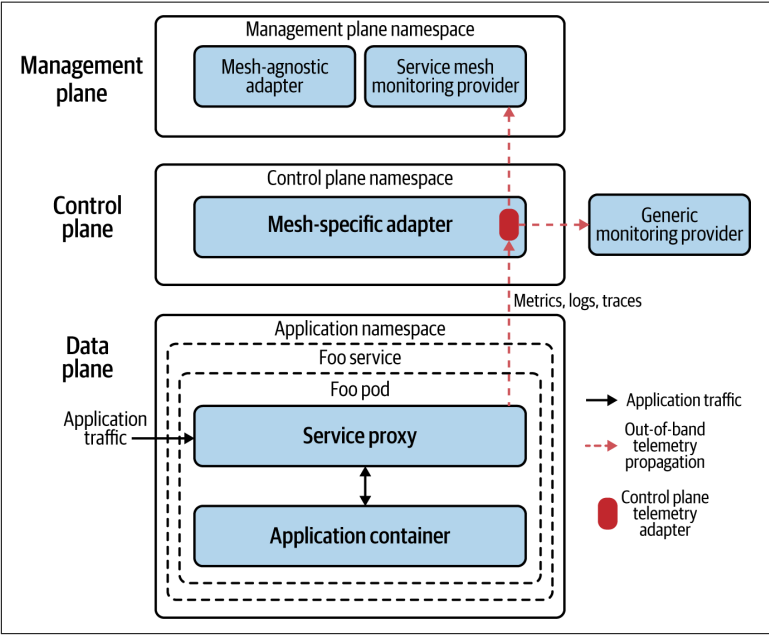 Management plane namespace
Management
plane
Mesh-agnostic
adapter
Service mesh
monitoring provider
Control plane namespace
Control
plane
Mesh-specific adapter
Generic
monitoring provider
Metrics, logs, traces
Application namespace
Data
plane
Foo service
Foo pod
Application
traffic
Service proxy
Application container
Application traffic
Out-of-band
telemetry
propagation
Control plane
telemetry
adapter